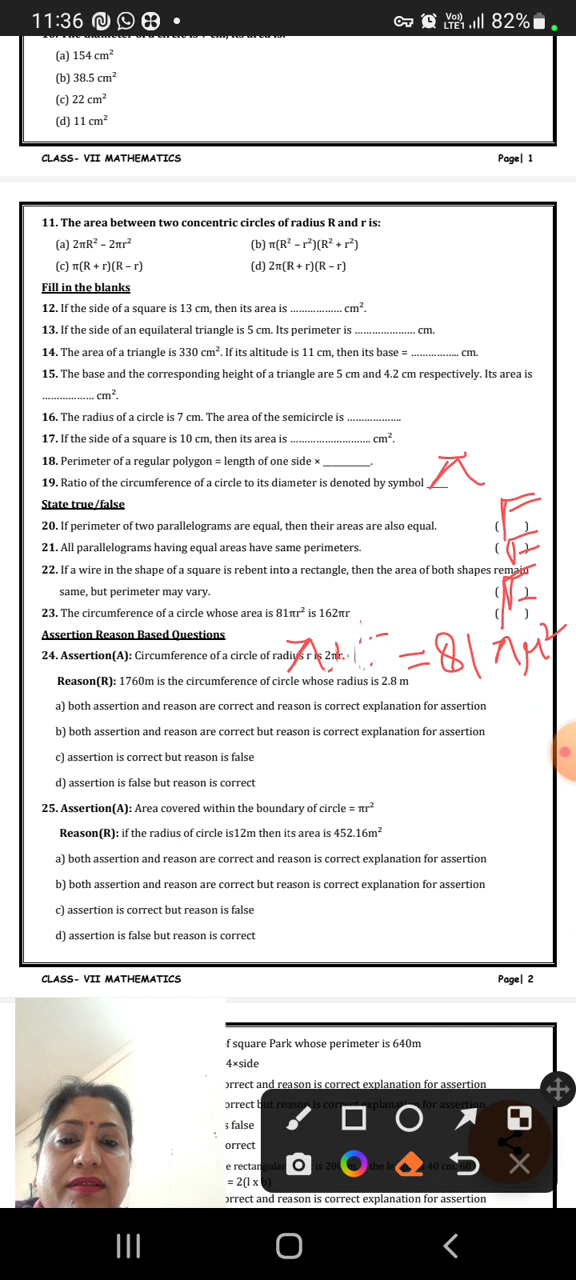 11:36
Vo)) LTE1 82%
(a) 154 cm²
(b) 38.5 cm²
(c) 22 cm²
(d) 11 cm²
CLASS- VII MATHEMATICS Page| 1
11. The area between two concentric circles of radius R and r is:
(a) 2πR² – 2πr² (b) π(R² – r²)(R² + r²)
(c) π(R + r)(R – r) (d) 2π(R + r)(R – r)
Fill in the blanks
12. If the side of a square is 13 cm, then its area is .................. cm².
13. If the side of an equilateral triangle is 5 cm. Its perimeter is ..................... cm.
14. The area of a triangle is 330 cm². If its altitude is 11 cm, then its base = ................. cm.
15. The base and the corresponding height of a triangle are 5 cm and 4.2 cm respectively. Its area is
.................. cm².
16. The radius of a circle is 7 cm. The area of the semicircle is ...................
17. If the side of a square is 10 cm, then its area is ............................ cm².
18. Perimeter of a regular polygon = length of one side × _________.
19. Ratio of the circumference of a circle to its diameter is denoted by symbol ____ π
State true/false
20. If perimeter of two parallelograms are equal, then their areas are also equal. ( F )
21. All parallelograms having equal areas have same perimeters. ( F )
22. If a wire in the shape of a square is rebent into a rectangle, then the area of both shapes remain
same, but perimeter may vary. ( F )
23. The circumference of a circle whose area is 81πr² is 162πr ( )
Assertion Reason Based Questions
24. Assertion(A): Circumference of a circle of radius r is 2πr.
= 81πr²
Reason(R): 1760m is the circumference of circle whose radius is 2.8 m
a) both assertion and reason are correct and reason is correct explanation for assertion
b) both assertion and reason are correct but reason is correct explanation for assertion
c) assertion is correct but reason is false
d) assertion is false but reason is correct
25. Assertion(A): Area covered within the boundary of circle = πr²
Reason(R): if the radius of circle is12m then its area is 452.16m²
a) both assertion and reason are correct and reason is correct explanation for assertion
b) both assertion and reason are correct but reason is correct explanation for assertion
c) assertion is correct but reason is false
d) assertion is false but reason is correct
CLASS- VII MATHEMATICS Page| 2
f square Park whose perimeter is 640m
4×side
orrect and reason is correct explanation for assertion
orrect but reason is correct explanation for assertion
s false
orrect
= 2(l x b)
orrect and reason is correct explanation for assertion